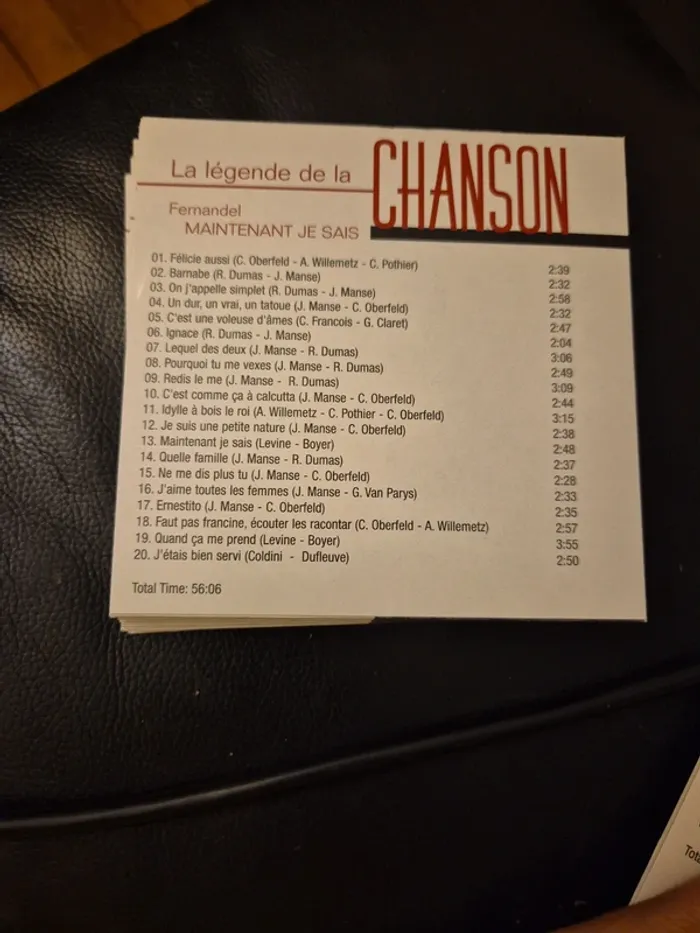 La légende de la CHANSON
Fernandel
MAINTENANT JE SAIS
01. Félicie aussi (C. Oberfeld - A. Willemetz - C. Pothier) 2:39
02. Barnabe (R. Dumas - J. Manse) 2:32
03. On j'appelle simplet (R. Dumas - J. Manse) 2:58
04. Un dur, un vrai, un tatoue (J. Manse - C. Oberfeld) 2:32
05. C'est une voleuse d'âmes (C. Francois - G. Claret) 2:47
06. Ignace (R. Dumas - J. Manse) 2:04
07. Lequel des deux (J. Manse - R. Dumas) 3:06
08. Pourquoi tu me vexes (J. Manse - R. Dumas) 2:49
09. Redis le me (J. Manse - R. Dumas) 3:09
10. C'est comme ça à calcutta (J. Manse - C. Oberfeld) 2:44
11. Idylle à bois le roi (A. Willemetz - C. Pothier - C. Oberfeld) 3:15
12. Je suis une petite nature (J. Manse - C. Oberfeld) 2:38
13. Maintenant je sais (Levine - Boyer) 2:48
14. Quelle famille (J. Manse - R. Dumas) 2:37
15. Ne me dis plus tu (J. Manse - C. Oberfeld) 2:28
16. J'aime toutes les femmes (J. Manse - G. Van Parys) 2:33
17. Ernestito (J. Manse - C. Oberfeld) 2:35
18. Faut pas francine, écouter les racontar (C. Oberfeld - A. Willemetz) 2:57
19. Quand ça me prend (Levine - Boyer) 3:55
20. J'étais bien servi (Coldini - Dufleuve) 2:50
Total Time: 56:06